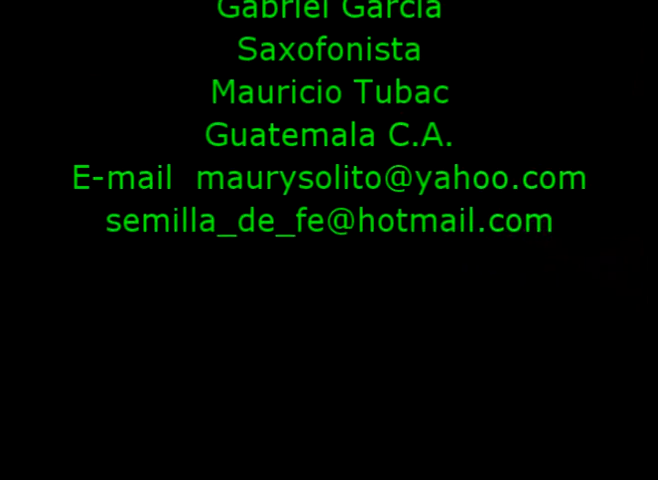 Gabriel Garcia
Saxofonista
Mauricio Tubac
Guatemala C.A.
E-mail  maurysolito@yahoo.com
semilla_de_fe@hotmail.com